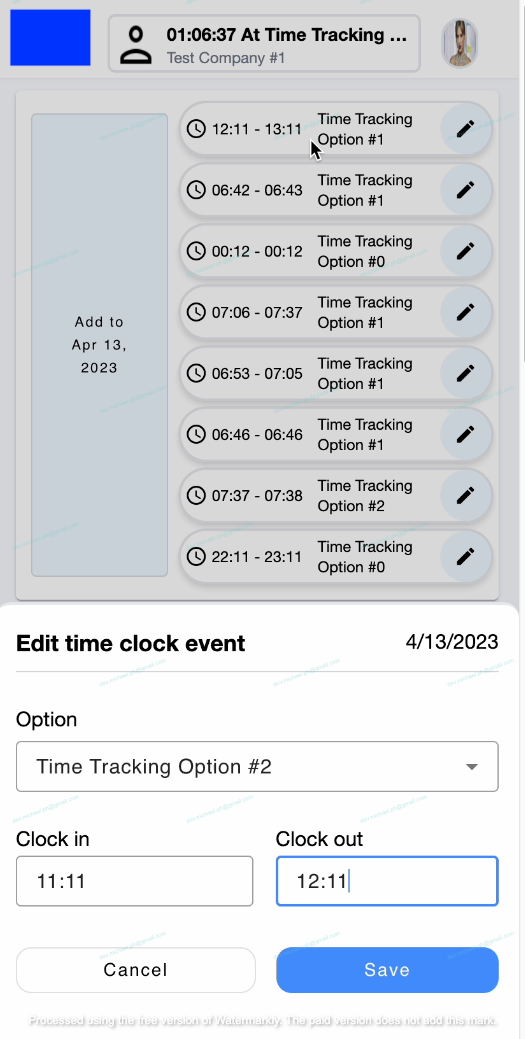 01:06:37 At Time Tracking ...
Test Company #1
Add to
Apr 13,
2023
12:11 - 13:11
Time Tracking
Option #1
06:42 - 06:43
Time Tracking
Option #1
00:12 - 00:12
Time Tracking
Option #0
07:06 - 07:37
Time Tracking
Option #1
06:53 - 07:05
Time Tracking
Option #1
06:46 - 06:46
Time Tracking
Option #1
07:37 - 07:38
Time Tracking
Option #2
22:11 - 23:11
Time Tracking
Option #0
Edit time clock event
4/13/2023
Option
Time Tracking Option #2
Clock in
Clock out
11:11
12:11
Cancel
Save
Processed using the free version of Watermarkly. The paid version does not add this mark.